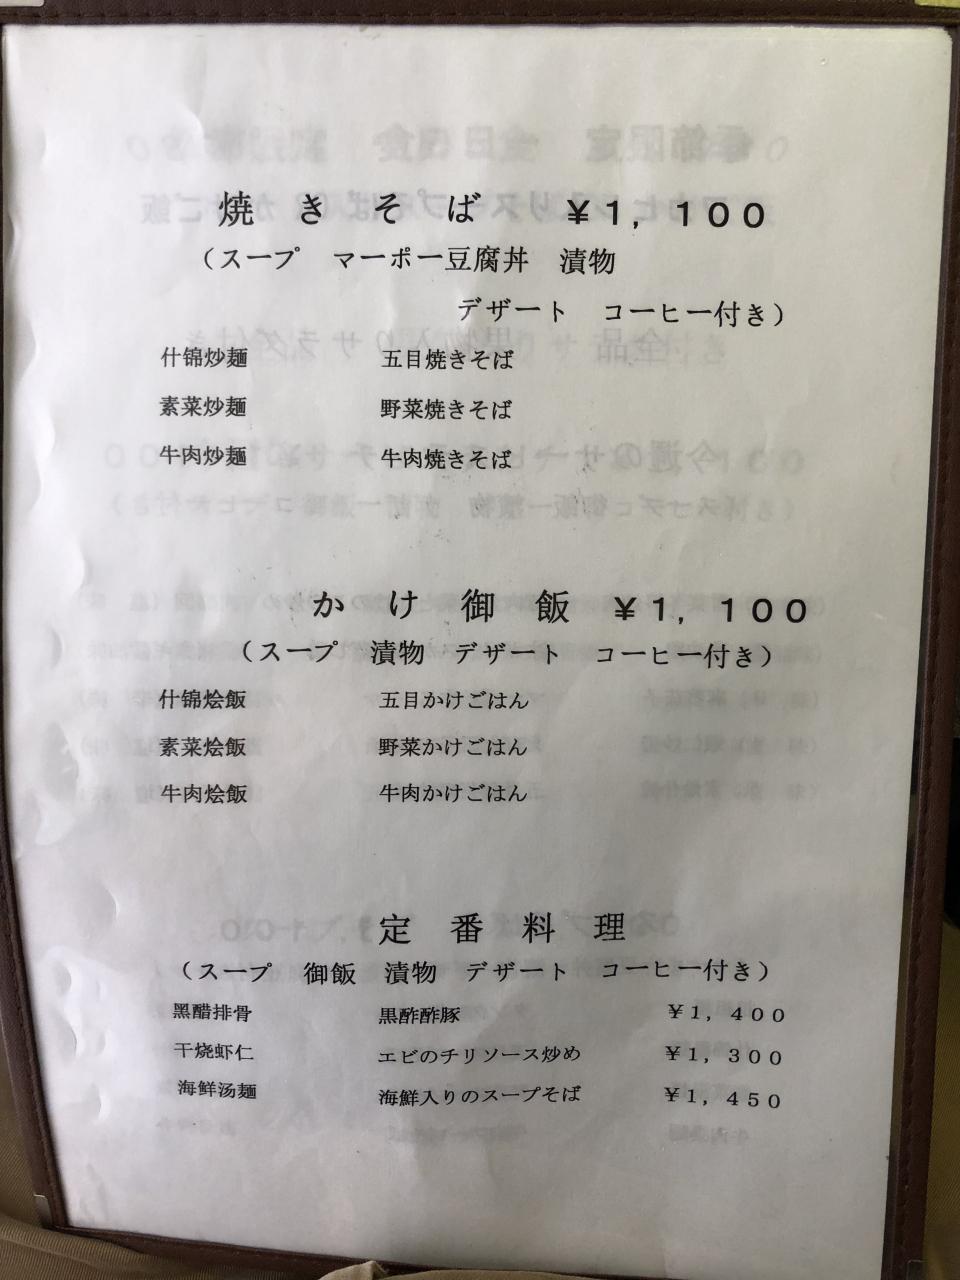 焼きそば ￥1,100
（スープ マーポー豆腐丼 漬物
デザート コーヒー付き）
什锦炒麺 五目焼きそば
素菜炒麺 野菜焼きそば
牛肉炒麺 牛肉焼きそば
かけ御飯 ￥1,100
（スープ 漬物 デザート コーヒー付き）
什锦烩飯 五目かけごはん
素菜烩飯 野菜かけごはん
牛肉烩飯 牛肉かけごはん
定番料理
（スープ 御飯 漬物 デザート コーヒー付き）
黑醋排骨 黒酢酢豚 ￥1,400
干烧虾仁 エビのチリソース炒め ￥1,300
海鮮汤麺 海鮮入りのスープそば ￥1,450